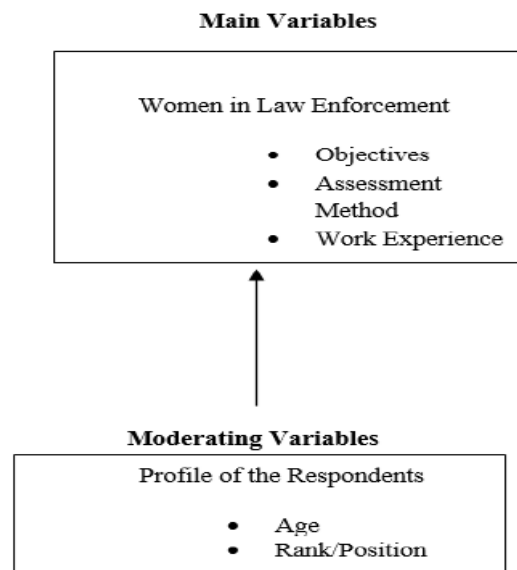 Main Variables
Women in Law Enforcement
• Objectives
• Assessment
Method
• Work Experience
Moderating Variables
Profile of the Respondents
• Age
• Rank/Position